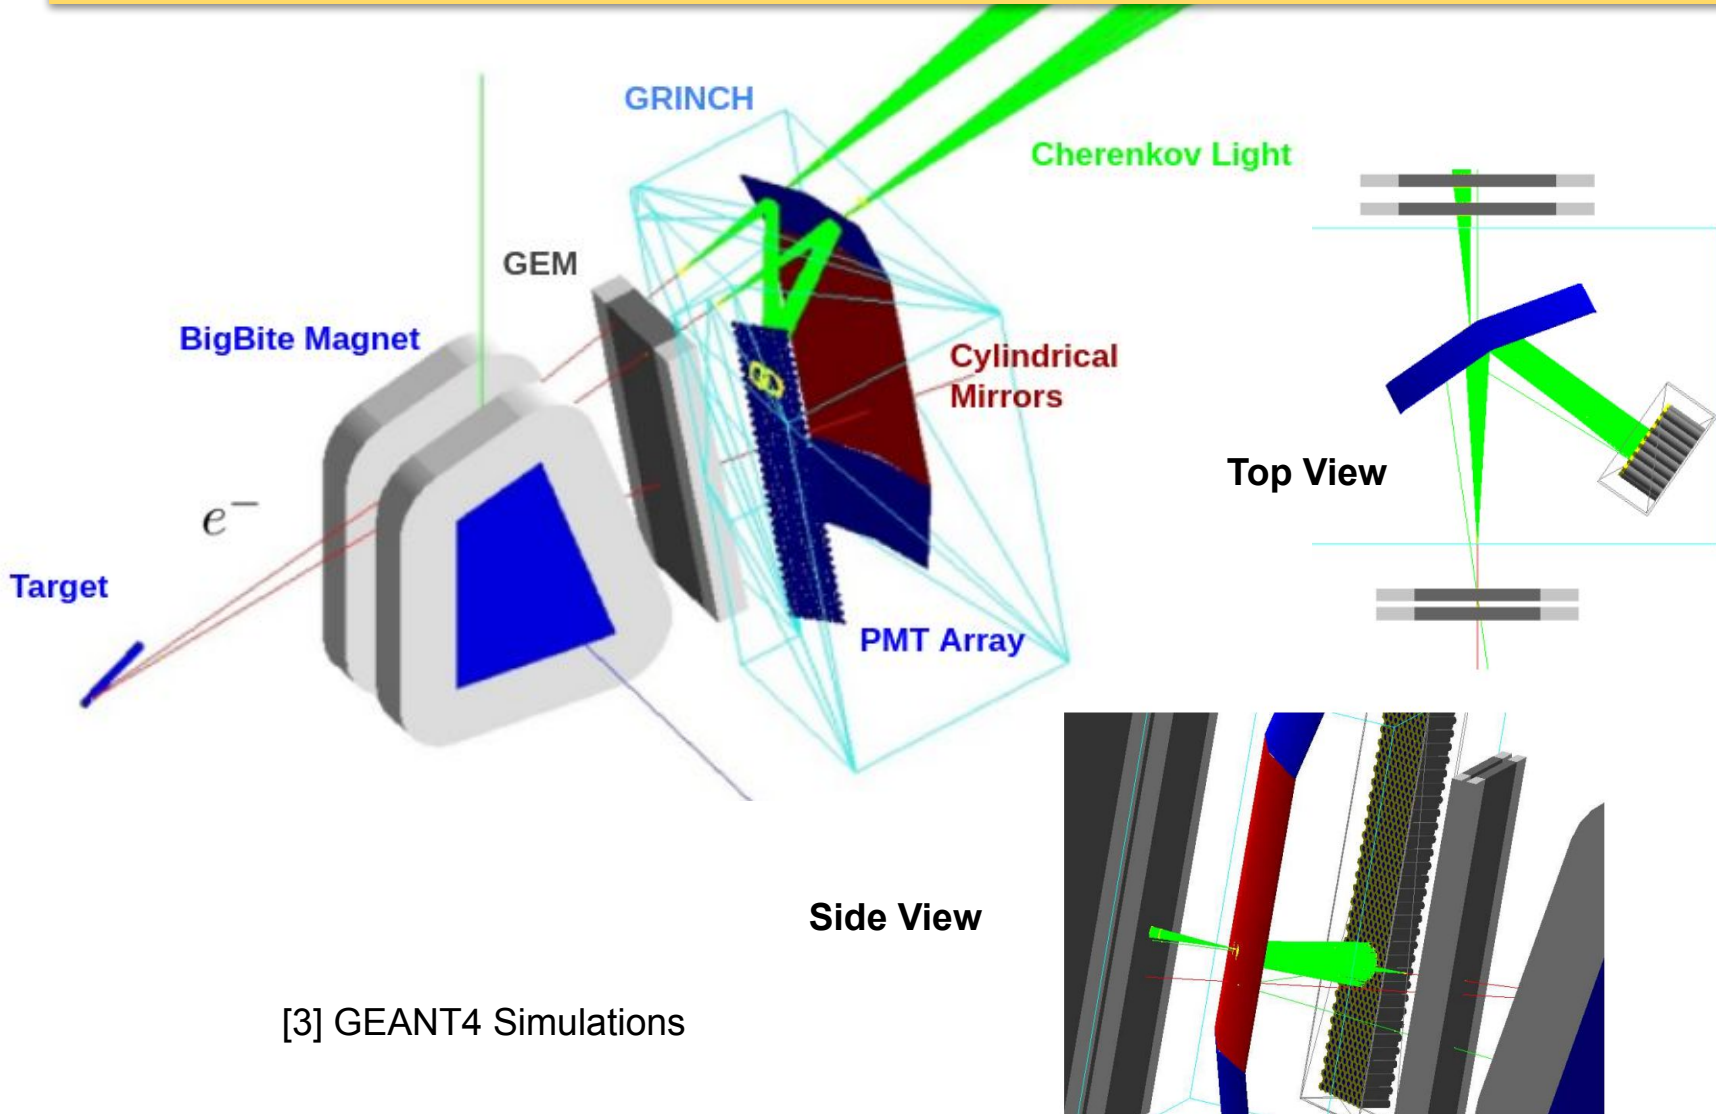 GRINCH
Cherenkov Light
GEM
BigBite Magnet
Cylindrical
Mirrors
Top View
e−
Target
PMT Array
Side View
[3] GEANT4 Simulations